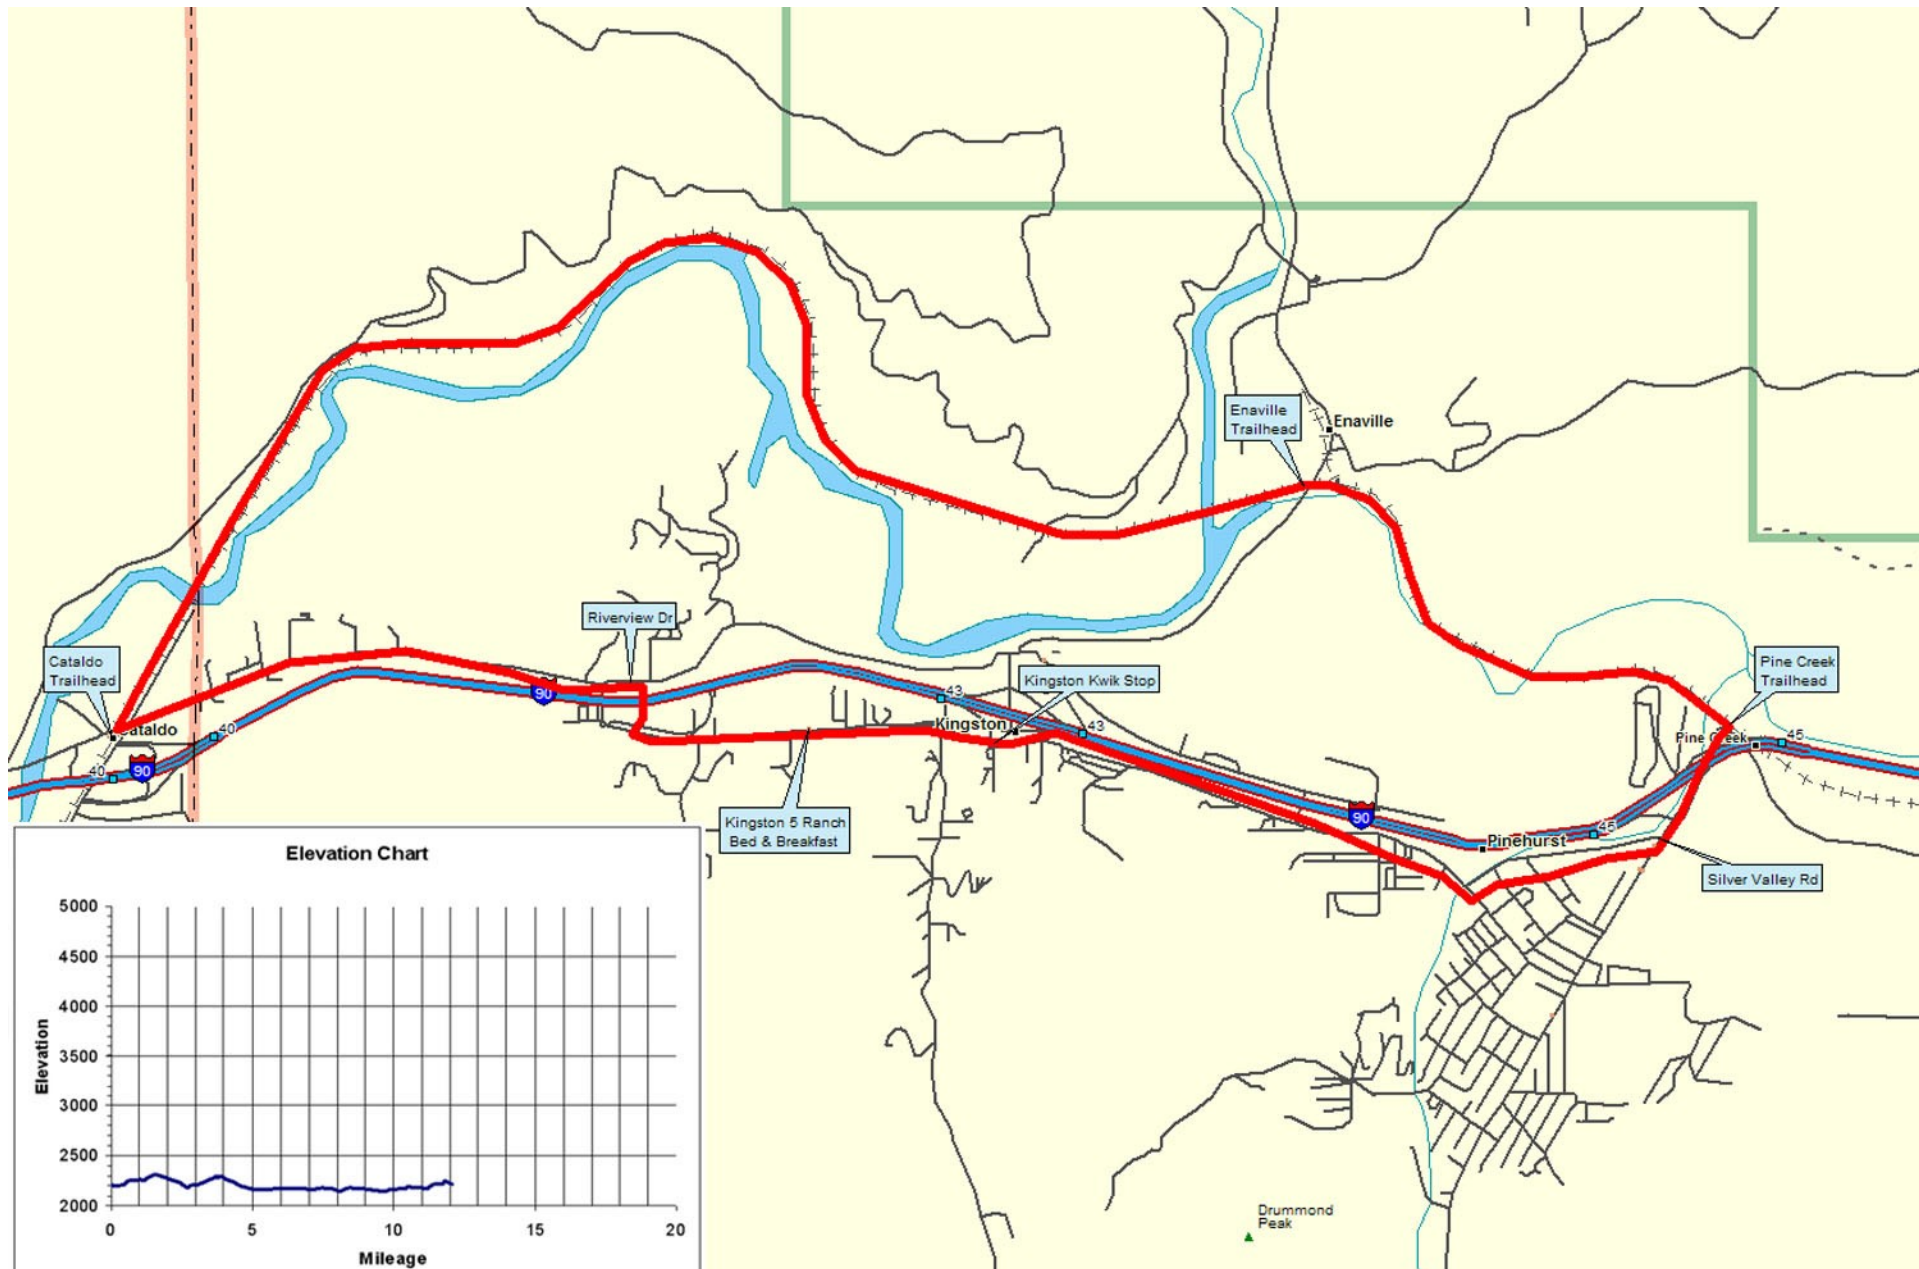 Enaville
Trailhead
Enaville
Riverview Dr
Cataldo
Trailhead
Pine Creek
Trailhead
Kingston Kwik Stop
90
43
Kingston
43
Cataldo
40
40
90
Pine Creek
45
Kingston 5 Ranch
Bed & Breakfast
90
45
Pinehurst
Silver Valley Rd
Drummond
Peak
Elevation Chart
Elevation
5000
4500
4000
3500
3000
2500
2000
0
5
10
15
20
Mileage